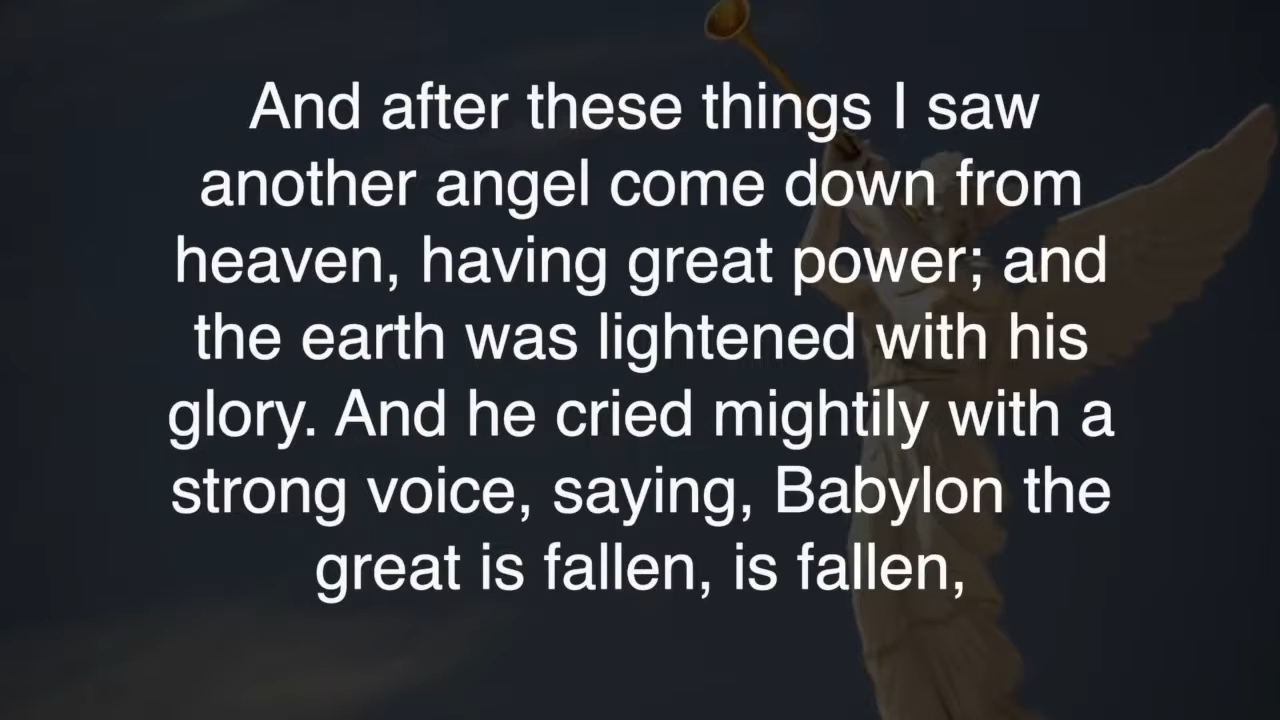 And after these things I saw
another angel come down from
heaven, having great power; and
the earth was lightened with his
glory. And he cried mightily with a
strong voice, saying, Babylon the
great is fallen, is fallen,